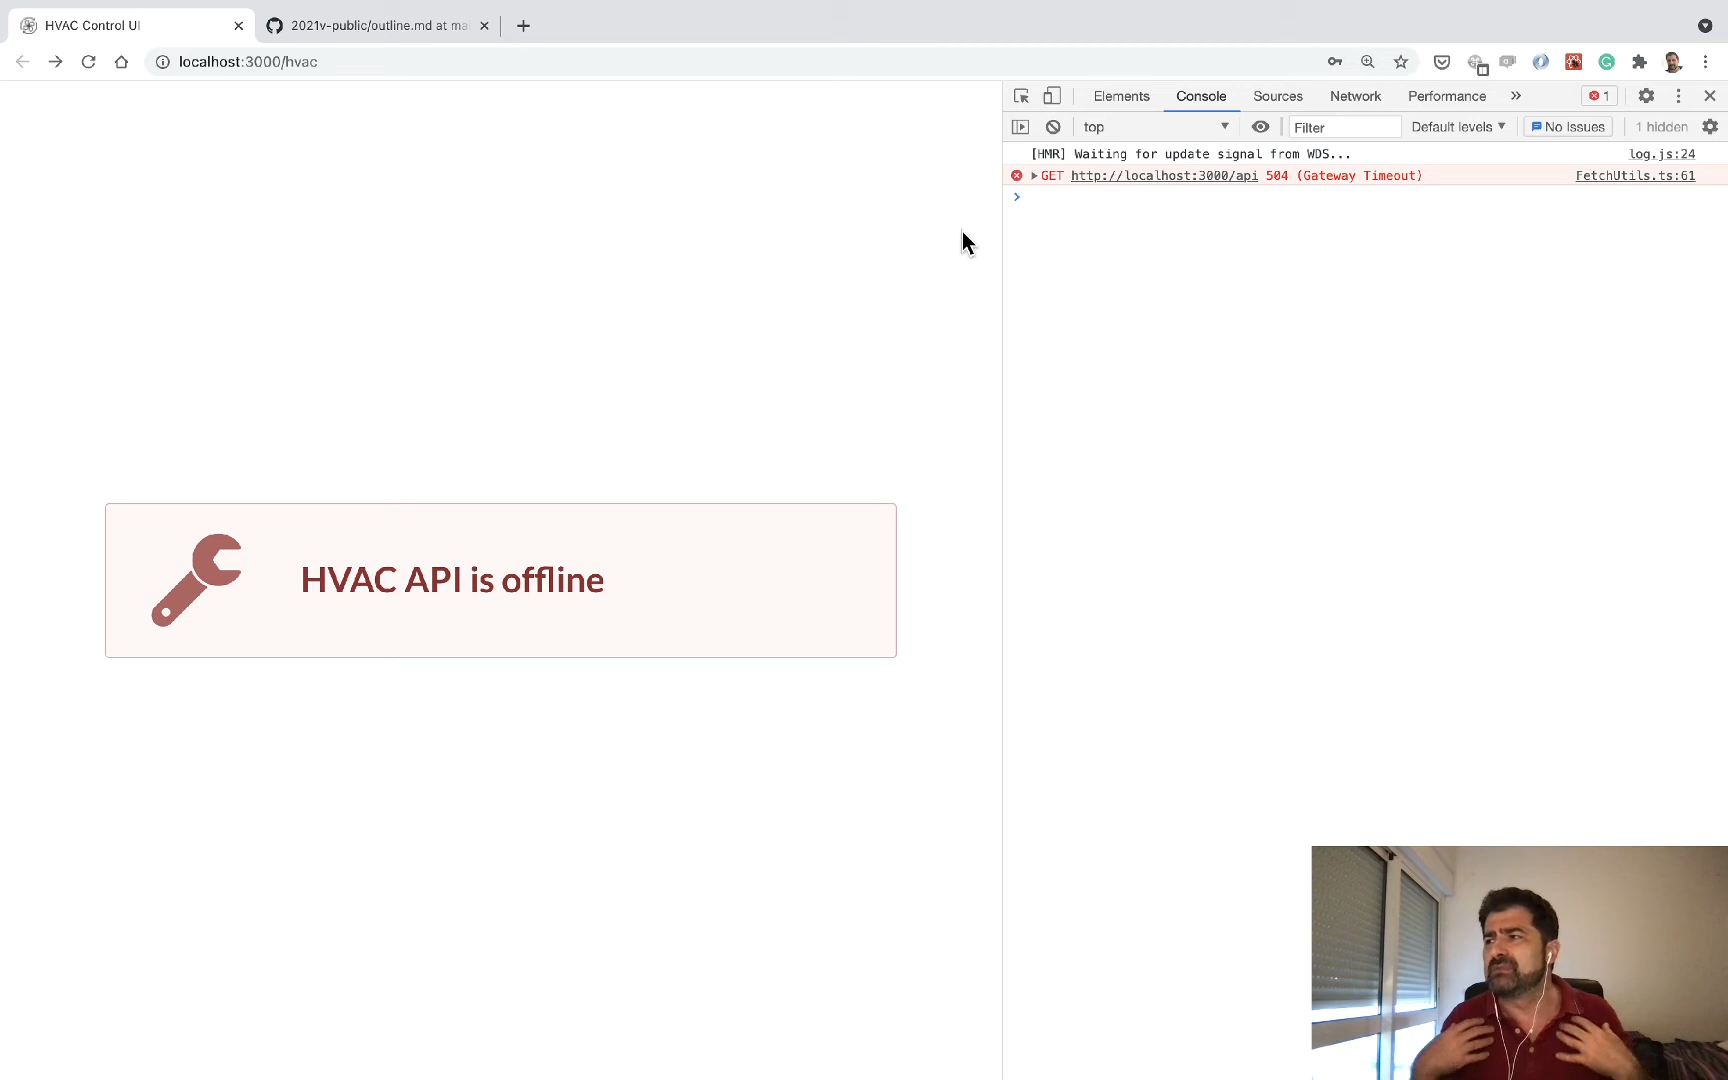 HVAC Control UI
2021v-public/outline.md at ma
localhost:3000/hvac
Elements Console Sources Network Performance » 1
top Filter Default levels ▼ No Issues 1 hidden
[HMR] Waiting for update signal from WDS... log.js:24
GET http://localhost:3000/api 504 (Gateway Timeout) FetchUtils.ts:61
HVAC API is offline